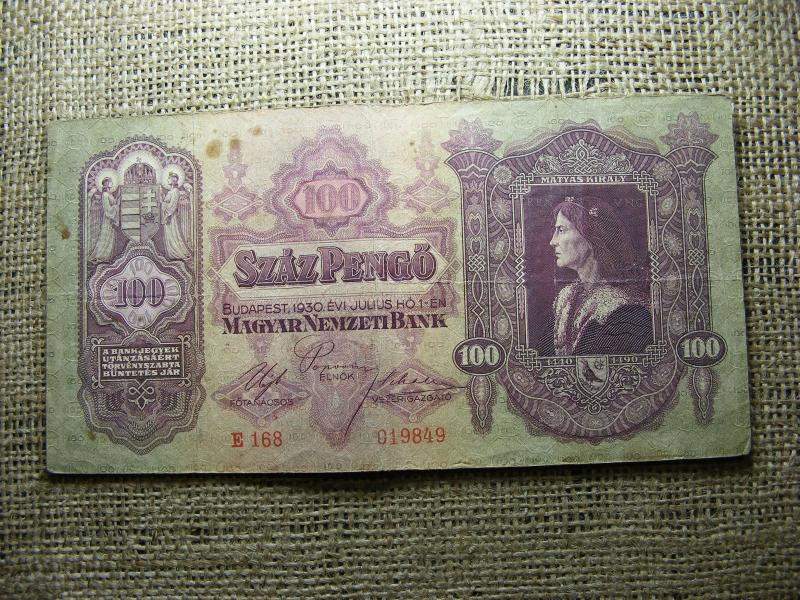 100
SZÁZ PENGŐ
BUDAPEST, 1930. ÉVI JULIUS HÓ 1-ÉN
MAGYAR NEMZETI BANK
ELNÖK
FŐTANÁCSOS
VEZÉRIGAZGATÓ
E 168
019849
100
A BANKJEGYEK
UTÁNZÁSÁÉRT
TÖRVÉNYSZABTA
BÜNTETÉS JÁR
MÁTYÁS KIRÁLY
1440
1490
100
100